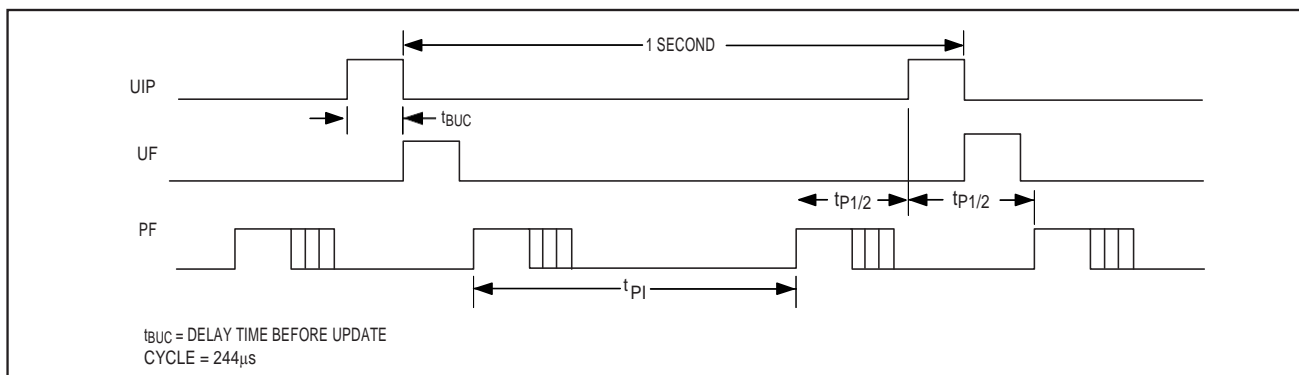 1 SECOND
UIP
tBUC
UF
tP1/2
tP1/2
PF
tPI
tBUC = DELAY TIME BEFORE UPDATE
CYCLE = 244µs